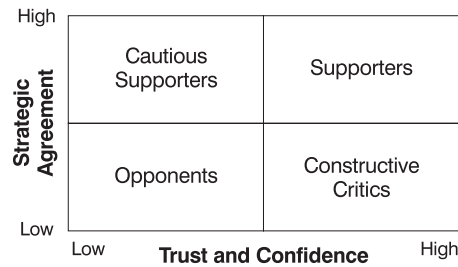 High
Cautious
Supporters
Supporters
Strategic
Agreement
Opponents
Constructive
Critics
Low
Low
High
Trust and Confidence